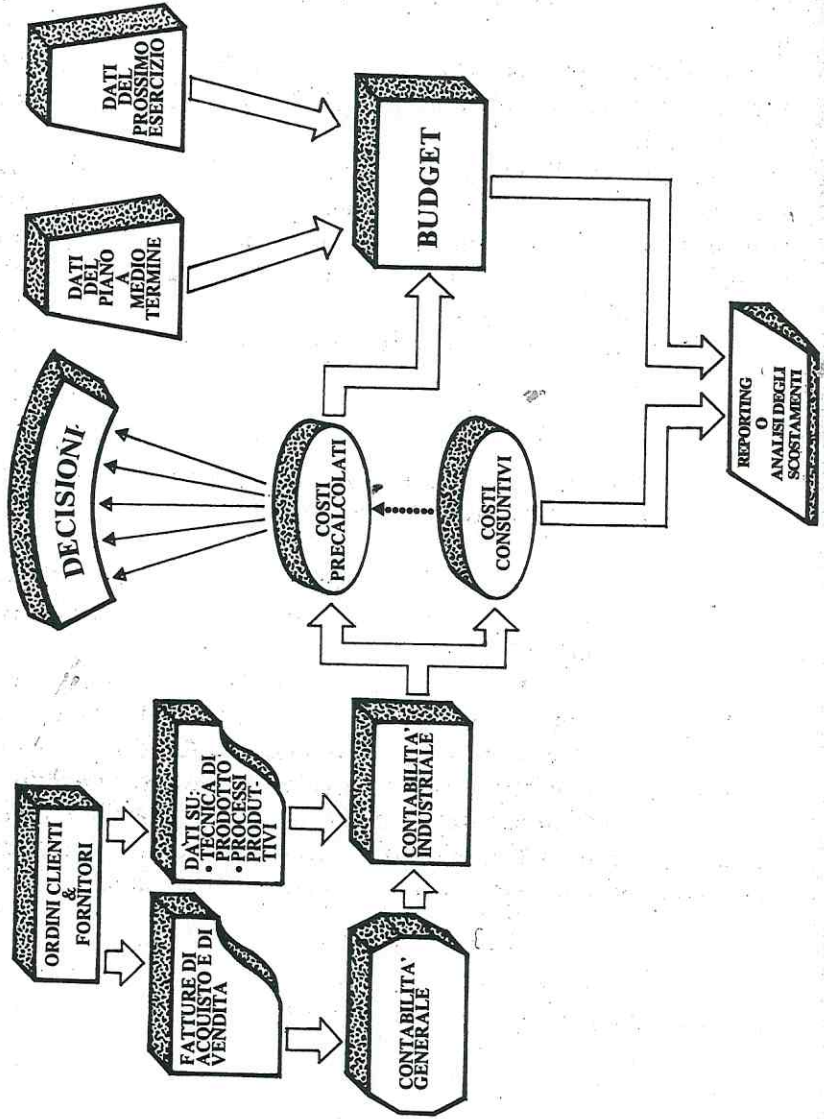 ORDINI CLIENTI
&
FORNITORI
FATTURE DI
ACQUISTO E DI
VENDITA
DATI SU:
• TECNICA DI
PRODOTTO
• PROCESSI
PRODUT-
TIVI
CONTABILITA'
GENERALE
CONTABILITA'
INDUSTRIALE
DECISIONI
COSTI
PRECALCOLATI
COSTI
CONSUNTIVI
DATI
DEL
PIANO
A
MEDIO
TERMINE
DATI
DEL
PROSSIMO
ESERCIZIO
BUDGET
REPORTING
O
ANALISI DEGLI
SCOSTAMENTI